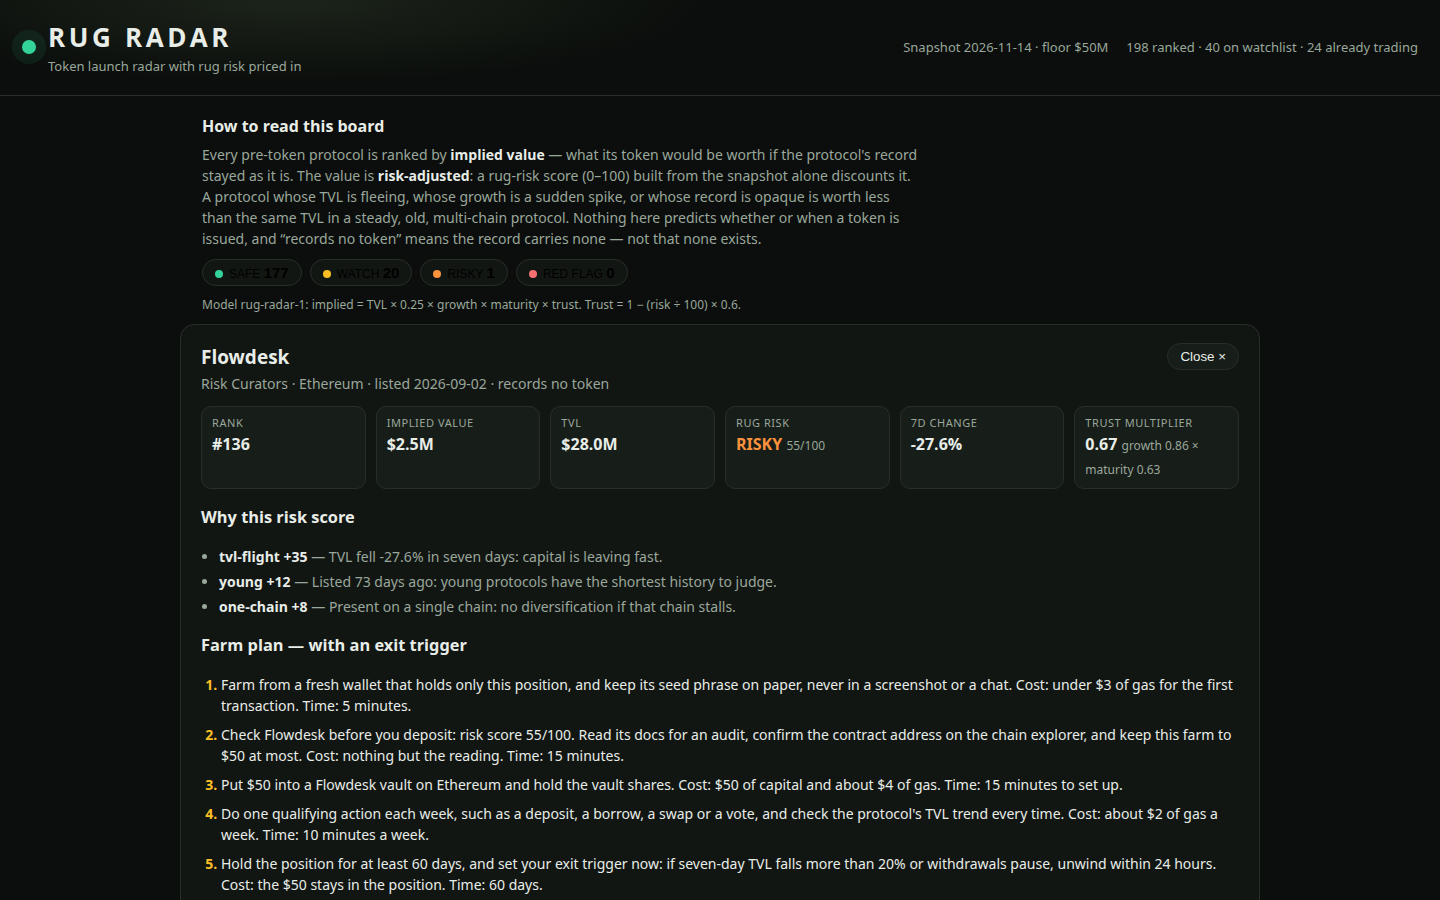 RUG RADAR
Token launch radar with rug risk priced in
Snapshot 2026-11-14 · floor $50M 198 ranked · 40 on watchlist · 24 already trading
How to read this board
Every pre-token protocol is ranked by implied value — what its token would be worth if the protocol's record
stayed as it is. The value is risk-adjusted: a rug-risk score (0–100) built from the snapshot alone discounts it.
A protocol whose TVL is fleeing, whose growth is a sudden spike, or whose record is opaque is worth less
than the same TVL in a steady, old, multi-chain protocol. Nothing here predicts whether or when a token is
issued, and “records no token” means the record carries none — not that none exists.
SAFE 177 WATCH 20 RISKY 1 RED FLAG 0
Model rug-radar-1: implied = TVL × 0.25 × growth × maturity × trust. Trust = 1 − (risk ÷ 100) × 0.6.
Flowdesk
Close ×
Risk Curators · Ethereum · listed 2026-09-02 · records no token
RANK
#136
IMPLIED VALUE
$2.5M
TVL
$28.0M
RUG RISK
RISKY 55/100
7D CHANGE
-27.6%
TRUST MULTIPLIER
0.67 growth 0.86 ×
maturity 0.63
Why this risk score
• tvl-flight +35 — TVL fell -27.6% in seven days: capital is leaving fast.
• young +12 — Listed 73 days ago: young protocols have the shortest history to judge.
• one-chain +8 — Present on a single chain: no diversification if that chain stalls.
Farm plan — with an exit trigger
1. Farm from a fresh wallet that holds only this position, and keep its seed phrase on paper, never in a screenshot or a chat. Cost: under $3 of gas for the first
transaction. Time: 5 minutes.
2. Check Flowdesk before you deposit: risk score 55/100. Read its docs for an audit, confirm the contract address on the chain explorer, and keep this farm to
$50 at most. Cost: nothing but the reading. Time: 15 minutes.
3. Put $50 into a Flowdesk vault on Ethereum and hold the vault shares. Cost: $50 of capital and about $4 of gas. Time: 15 minutes to set up.
4. Do one qualifying action each week, such as a deposit, a borrow, a swap or a vote, and check the protocol's TVL trend every time. Cost: about $2 of gas a
week. Time: 10 minutes a week.
5. Hold the position for at least 60 days, and set your exit trigger now: if seven-day TVL falls more than 20% or withdrawals pause, unwind within 24 hours.
Cost: the $50 stays in the position. Time: 60 days.